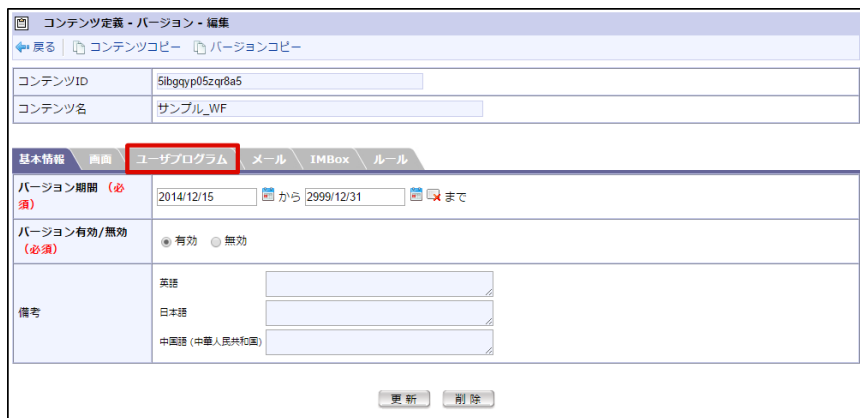 コンテンツ定義 - バージョン - 編集
戻る コンテンツコピー バージョンコピー
コンテンツID 5ibgqyp05zqr8a5
コンテンツ名 サンプル_WF
基本情報 画面 ユーザプログラム メール IMBox ルール
バージョン期間 (必須) 2014/12/15 から 2999/12/31 まで
バージョン有効/無効 (必須) 有効 無効
備考
英語
日本語
中国語 (中華人民共和国)
更新 削除